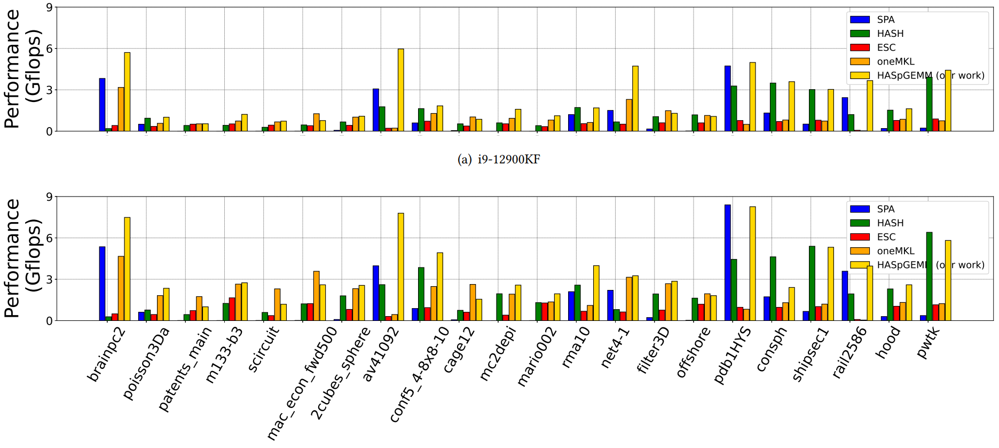 Performance
(Gflops)
9
6
3
0
SPA
HASH
ESC
oneMKL
HASpGEMM (our work)
(a) i9-12900KF
Performance
(Gflops)
9
6
3
0
SPA
HASH
ESC
oneMKL
HASpGEMM (our work)
brainpc2
poisson3Da
patents_main
m133-b3
scircuit
mac_econ_fwd500
2cubes_sphere
av41092
conf5_4-8x8-10
cage12
mc2depi
mario002
rma10
net4-1
filter3D
offshore
pdb1HYS
consph
shipsec1
rail2586
hood
pwtk